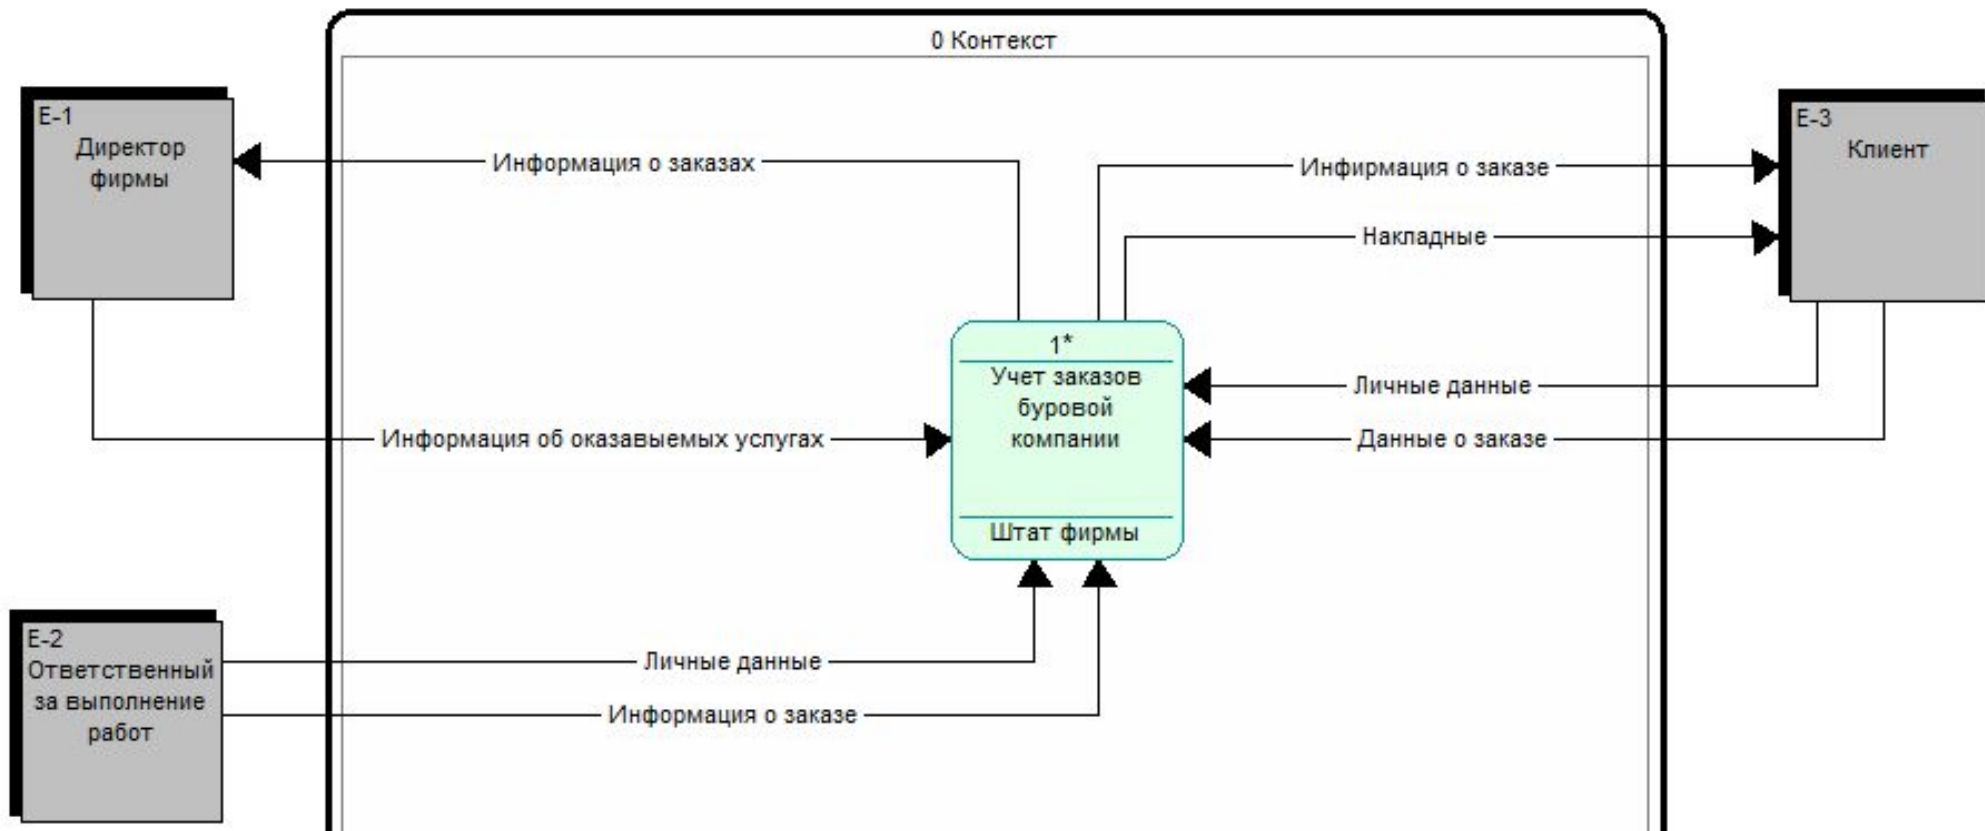 0 Контекст
E-1
Директор
фирмы
Информация о заказах
Инфирмация о заказе
E-3
Клиент
Накладные
1*
Учет заказов
буровой
компании
Штат фирмы
Личные данные
Информация об оказавыемых услугах
Данные о заказе
E-2
Ответственный
за выполнение
работ
Личные данные
Информация о заказе